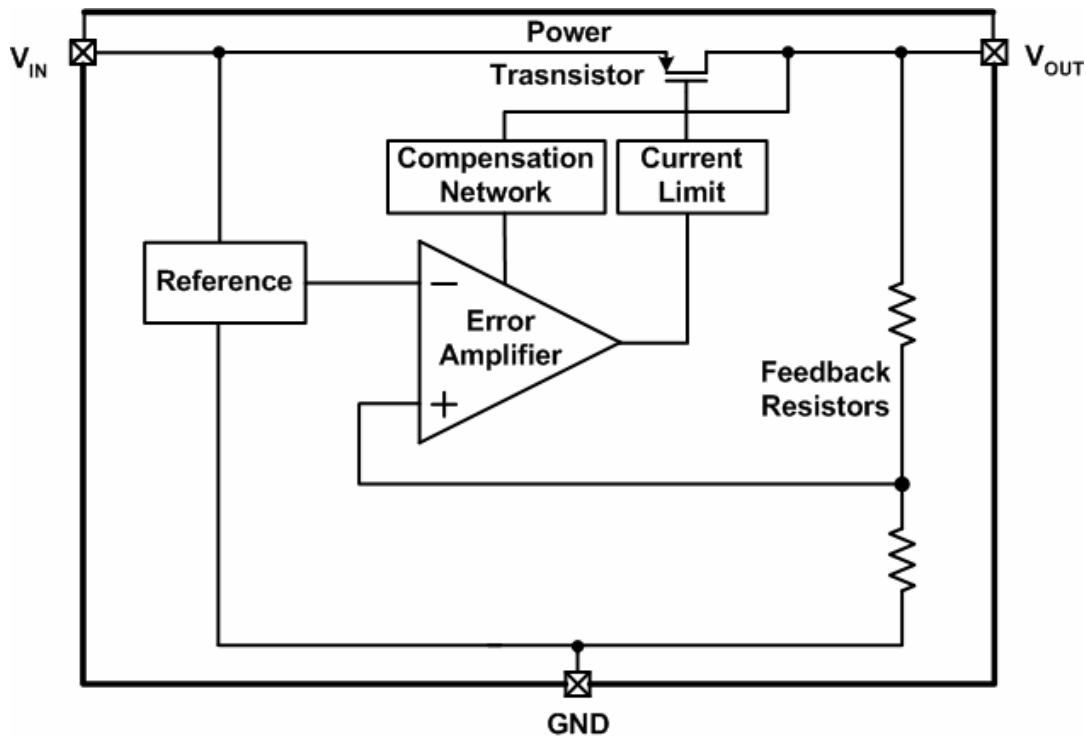 Power
V_IN
V_OUT
Trasnsistor
Compensation
Network
Current
Limit
Reference
−
Error
Amplifier
+
Feedback
Resistors
GND